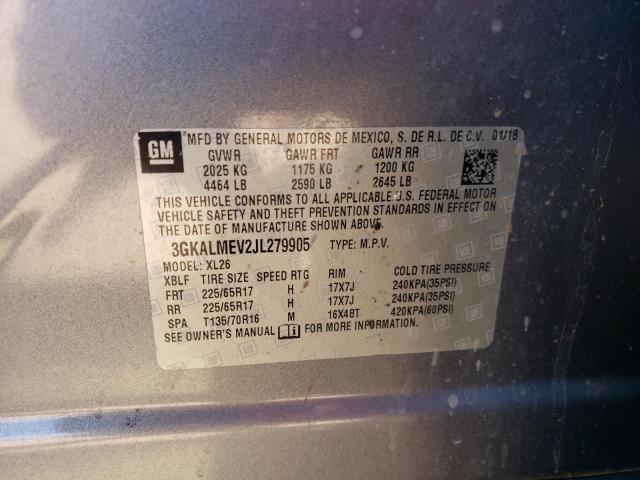 GM
MFD BY GENERAL MOTORS DE MEXICO, S. DE R.L. DE C.V. 01/18
GVWR GAWR FRT GAWR RR
2025 KG 1175 KG 1200 KG
4464 LB 2590 LB 2645 LB
THIS VEHICLE CONFORMS TO ALL APPLICABLE U.S. FEDERAL MOTOR
VEHICLE SAFETY AND THEFT PREVENTION STANDARDS IN EFFECT ON
THE DATE OF MANUFACTURE SHOWN ABOVE.
3GKALMEV2JL279905 TYPE: M.P.V.
MODEL: XL26
XBLF TIRE SIZE SPEED RTG RIM COLD TIRE PRESSURE
FRT 225/65R17 H 17X7J 240KPA(35PSI)
RR 225/65R17 H 17X7J 240KPA(35PSI)
SPA T135/70R16 M 16X4BT 420KPA(60PSI)
SEE OWNER'S MANUAL FOR MORE INFORMATION.